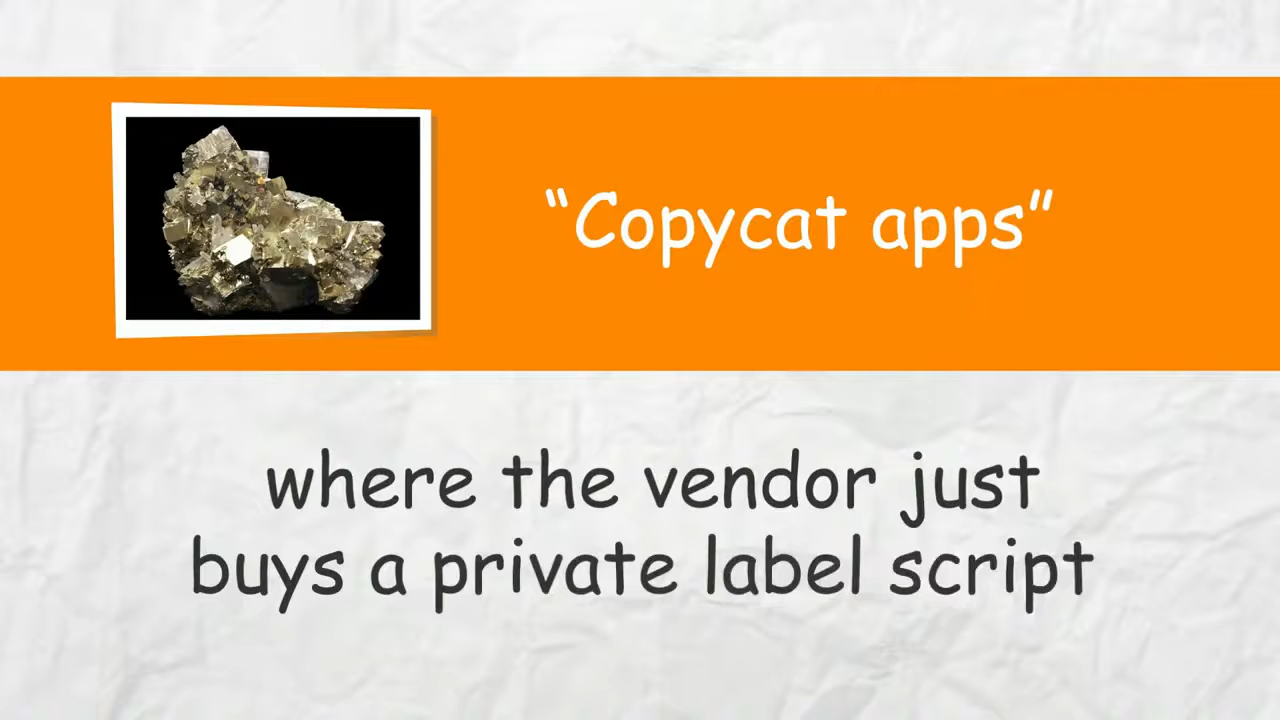 “Copycat apps”
where the vendor just
buys a private label script